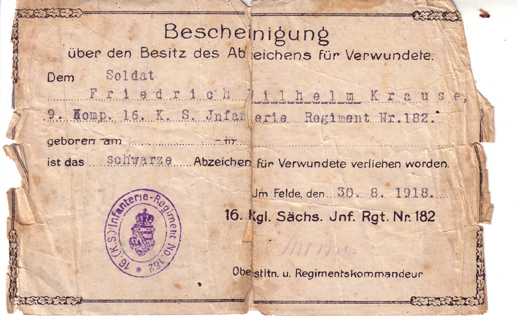 Bescheinigung
über den Besitz des Abzeichens für Verwundete.
Dem Soldat
Friedrich Wilhelm Krause,
9. Komp. 16. K. S. Jnfanterie Regiment Nr.182.
geboren am - in
ist das schwarze Abzeichen für Verwundete verliehen worden.
Im Felde, den 30. 8. 1918.
16. Kgl. Sächs. Jnf. Rgt. Nr. 182
Oberstltn. u. Regimentskommandeur
16 (K.S.) Infanterie-Regiment No. 182 *